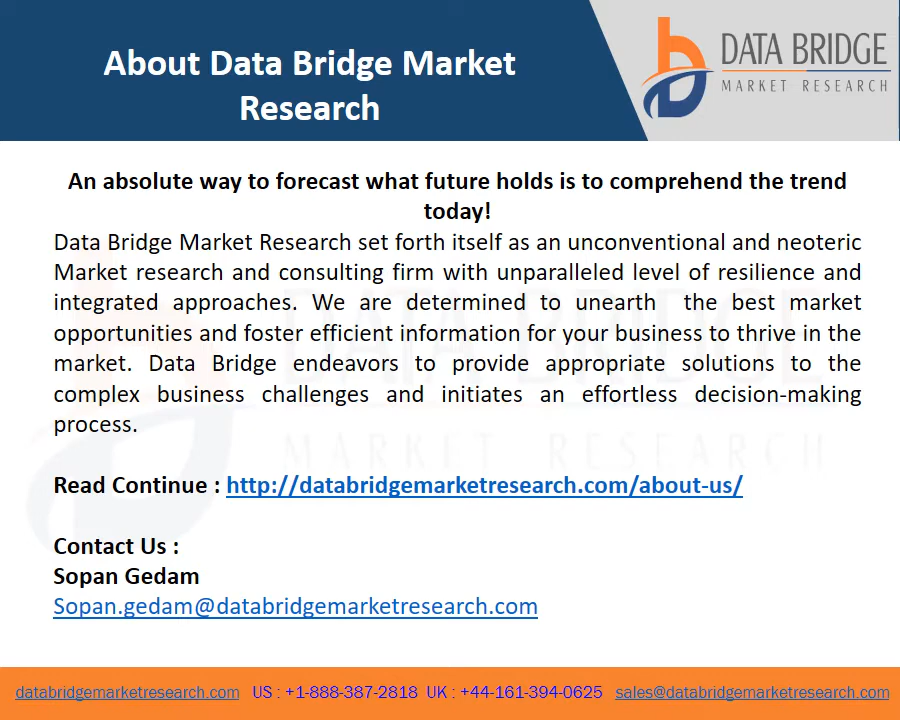 About Data Bridge Market
Research
DATA BRIDGE
MARKET RESEARCH
An absolute way to forecast what future holds is to comprehend the trend
today!
Data Bridge Market Research set forth itself as an unconventional and neoteric
Market research and consulting firm with unparalleled level of resilience and
integrated approaches. We are determined to unearth the best market
opportunities and foster efficient information for your business to thrive in the
market. Data Bridge endeavors to provide appropriate solutions to the
complex business challenges and initiates an effortless decision-making
process.
Read Continue : http://databridgemarketresearch.com/about-us/
Contact Us :
Sopan Gedam
Sopan.gedam@databridgemarketresearch.com
databridgemarketresearch.com US : +1-888-387-2818 UK : +44-161-394-0625 sales@databridgemarketresearch.com
DATA BRIDGE
MARKET RESEARCH